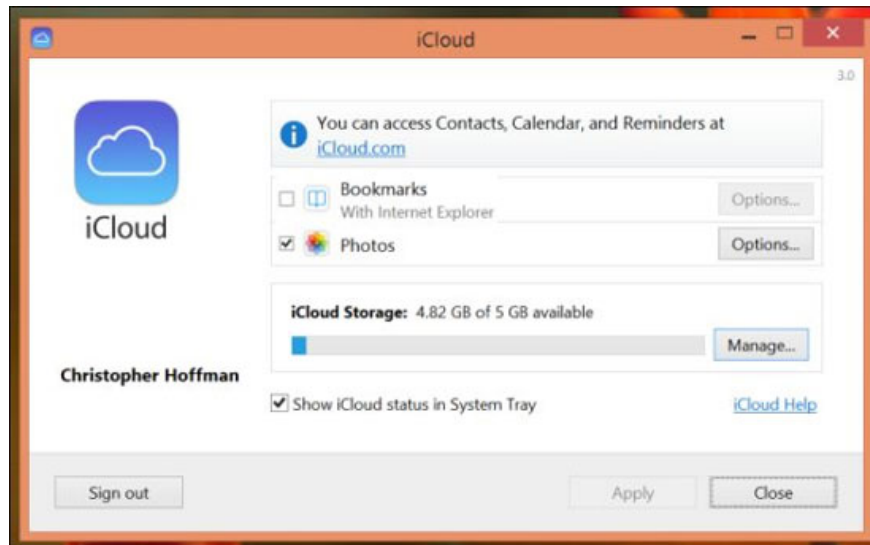 iCloud
3.0
iCloud
You can access Contacts, Calendar, and Reminders at
iCloud.com
Bookmarks
With Internet Explorer
Options...
Photos
Options...
iCloud Storage: 4.82 GB of 5 GB available
Manage...
Christopher Hoffman
Show iCloud status in System Tray
iCloud Help
Sign out
Apply
Close